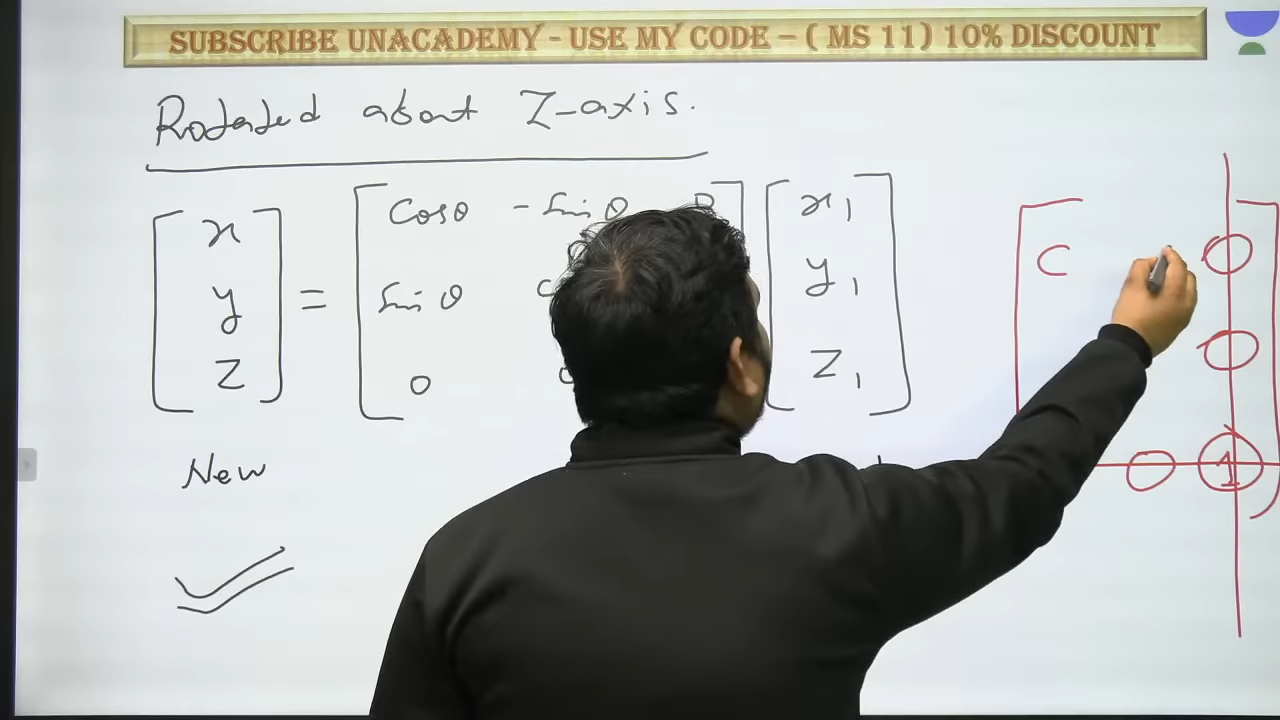 SUBSCRIBE UNACADEMY - USE MY CODE – ( MS 11) 10% DISCOUNT
Rotated about Z-axis.
x = cosθ -sinθ x1 C 0
y sinθ y1 0
z 0 z1 0 1
New